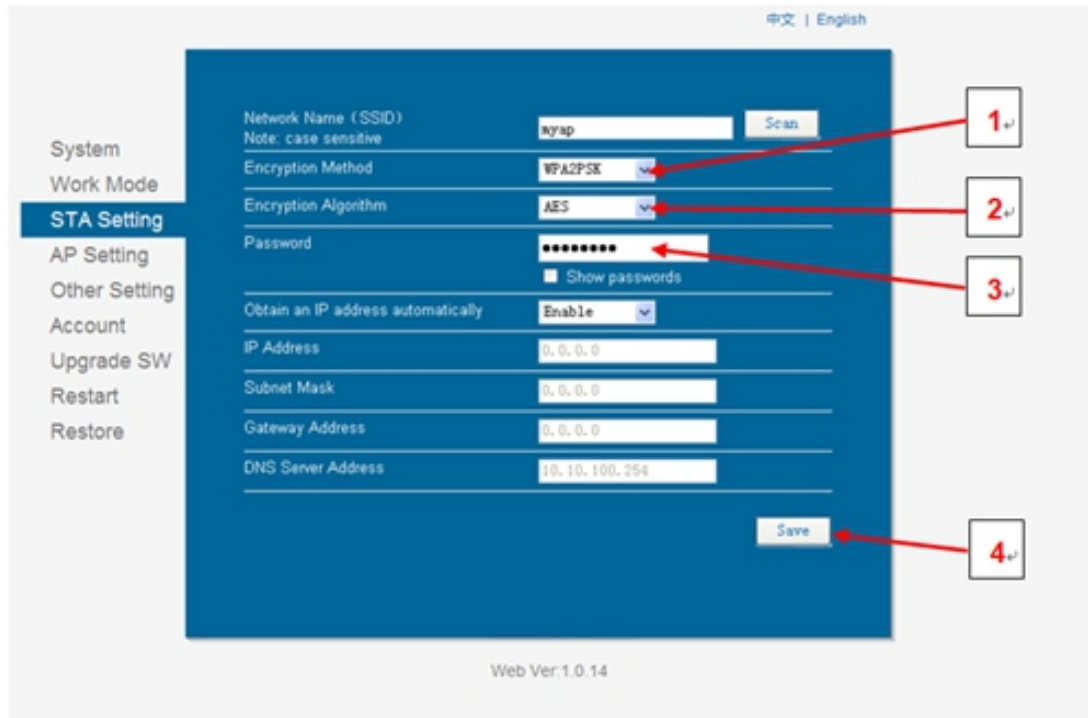 中文 | English
System
Work Mode
STA Setting
AP Setting
Other Setting
Account
Upgrade SW
Restart
Restore
Network Name (SSID)
Note: case sensitive
myap
Scan
Encryption Method
WPA2PSK
Encryption Algorithm
AES
Password
••••••••
Show passwords
Obtain an IP address automatically
Enable
IP Address
0.0.0.0
Subnet Mask
0.0.0.0
Gateway Address
0.0.0.0
DNS Server Address
10.10.100.254
Save
1
2
3
4
Web Ver:1.0.14